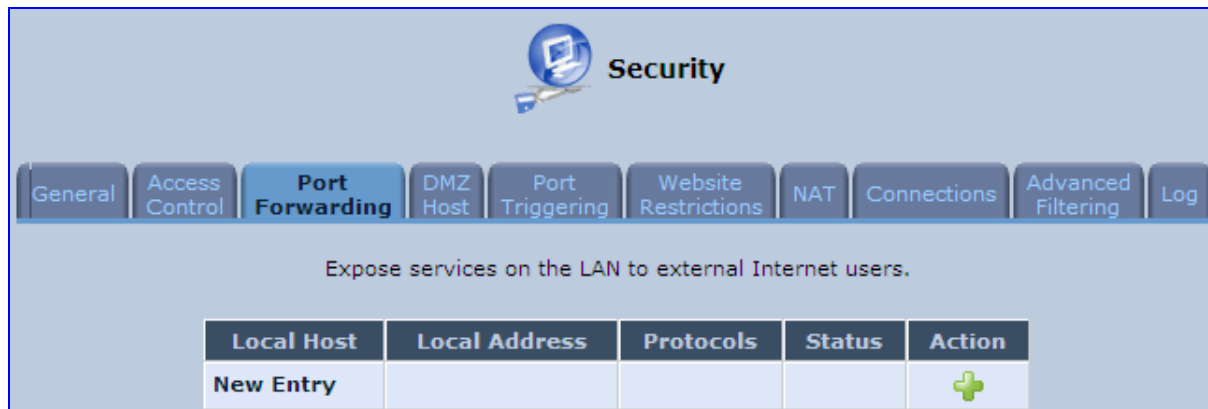 Security
General
Access
Control
Port
Forwarding
DMZ
Host
Port
Triggering
Website
Restrictions
NAT
Connections
Advanced
Filtering
Log
Expose services on the LAN to external Internet users.
Local Host Local Address Protocols Status Action
New Entry